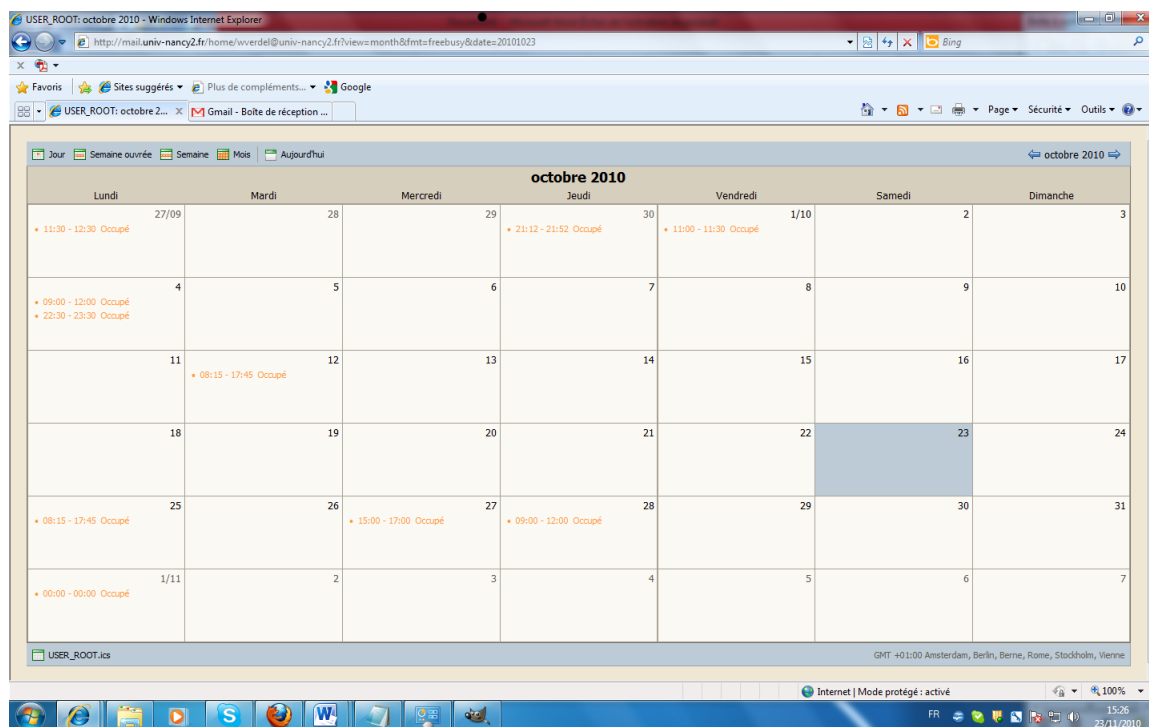 USER_ROOT: octobre 2010 - Windows Internet Explorer
http://mail.univ-nancy2.fr/home/wverdel@univ-nancy2.fr?view=month&fmt=freebusy&date=20101023
Bing
Favoris Sites suggérés Plus de compléments... Google
USER_ROOT: octobre 2... Gmail - Boîte de réception ... Page Sécurité Outils
Jour Semaine ouvrée Semaine Mois Aujourd'hui octobre 2010
octobre 2010
Lundi Mardi Mercredi Jeudi Vendredi Samedi Dimanche
27/09 28 29 30 1/10 2 3
11:30 - 12:30 Occupé 21:12 - 21:52 Occupé 11:00 - 11:30 Occupé
4 5 6 7 8 9 10
09:00 - 12:00 Occupé
22:30 - 23:30 Occupé
11 12 13 14 15 16 17
08:15 - 17:45 Occupé
18 19 20 21 22 23 24
25 26 27 28 29 30 31
08:15 - 17:45 Occupé 15:00 - 17:00 Occupé 09:00 - 12:00 Occupé
1/11 2 3 4 5 6 7
00:00 - 00:00 Occupé
USER_ROOT.ics GMT +01:00 Amsterdam, Berlin, Berne, Rome, Stockholm, Vienne
Internet | Mode protégé : activé 100%
FR 15:26
23/11/2010